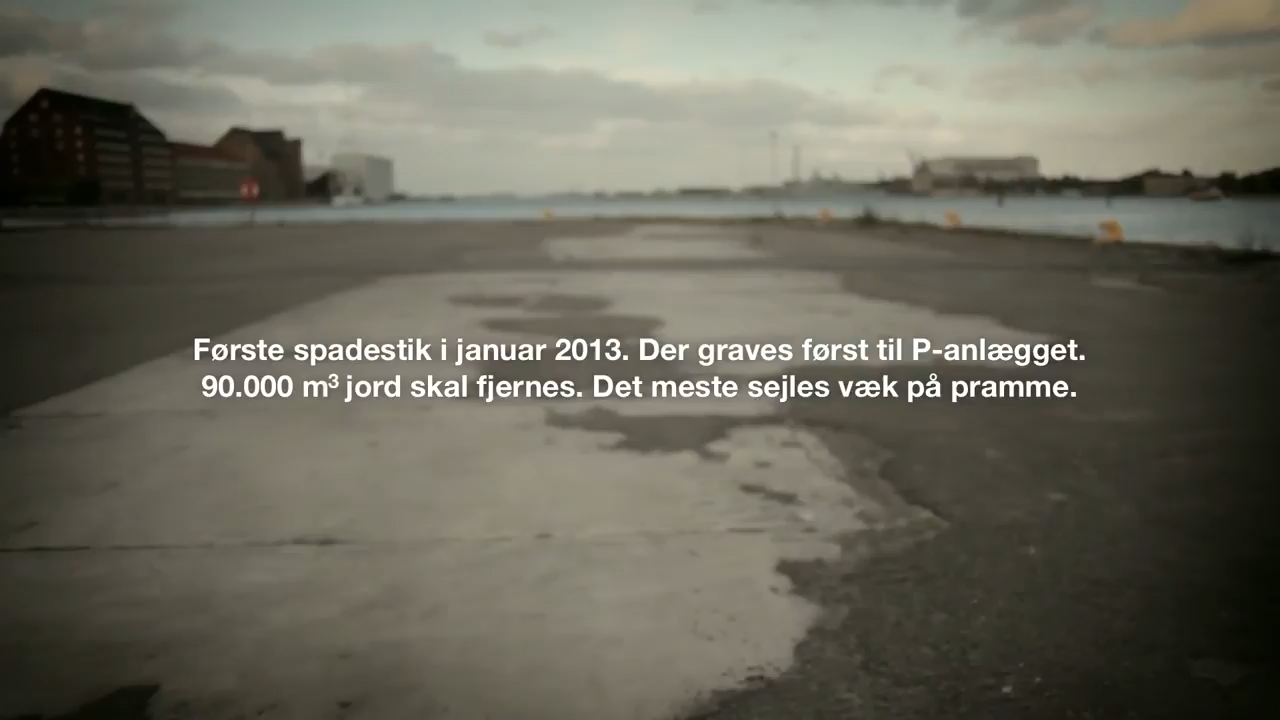 Første spadestik i januar 2013. Der graves først til P-anlægget.
90.000 m³ jord skal fjernes. Det meste sejles væk på pramme.